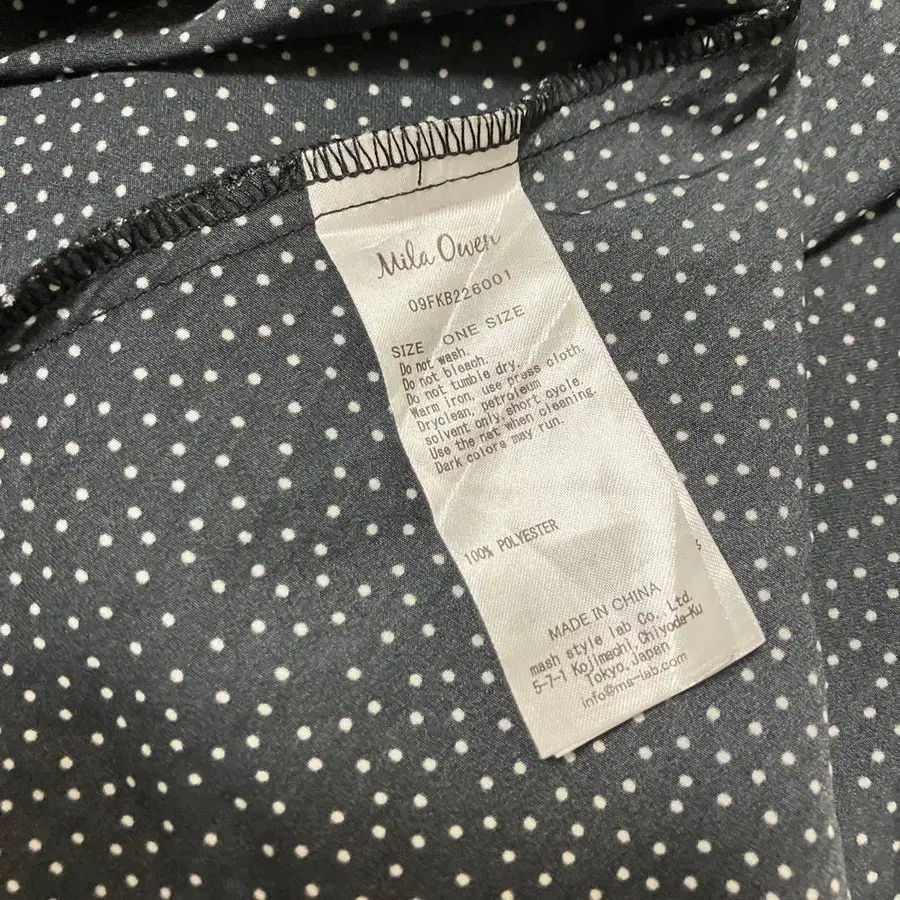 Mila Owen
09FKB226001
SIZE ONE SIZE
Do not wash.
Do not bleach.
Do not tumble dry.
Warm iron, use press cloth.
Dryclean, petroleum
solvent only,short cycle.
Use the net when cleaning.
Dark colors may run.
100% POLYESTER
S
MADE IN CHINA
mash style lab Co., Ltd.
5-7-1 Kojimachi, Chiyoda-Ku
Tokyo, Japan
info@ms-lab.com